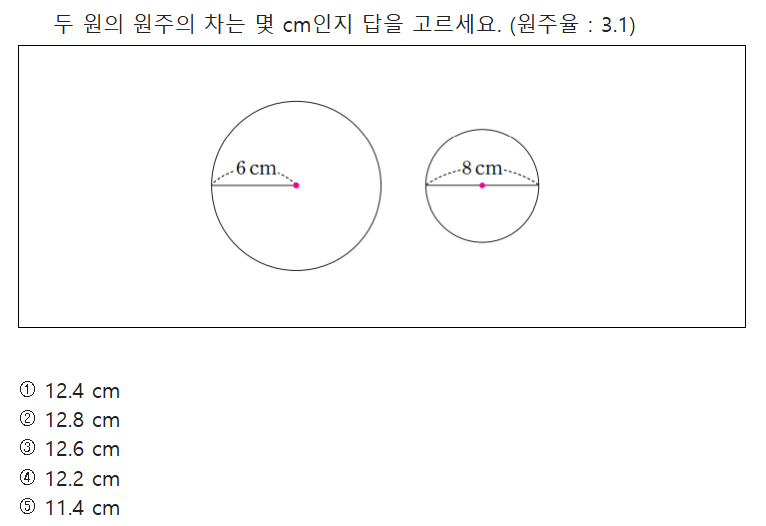 두 원의 원주의 차는 몇 cm인지 답을 고르세요. (원주율 : 3.1)
6 cm 8 cm
① 12.4 cm
② 12.8 cm
③ 12.6 cm
④ 12.2 cm
⑤ 11.4 cm